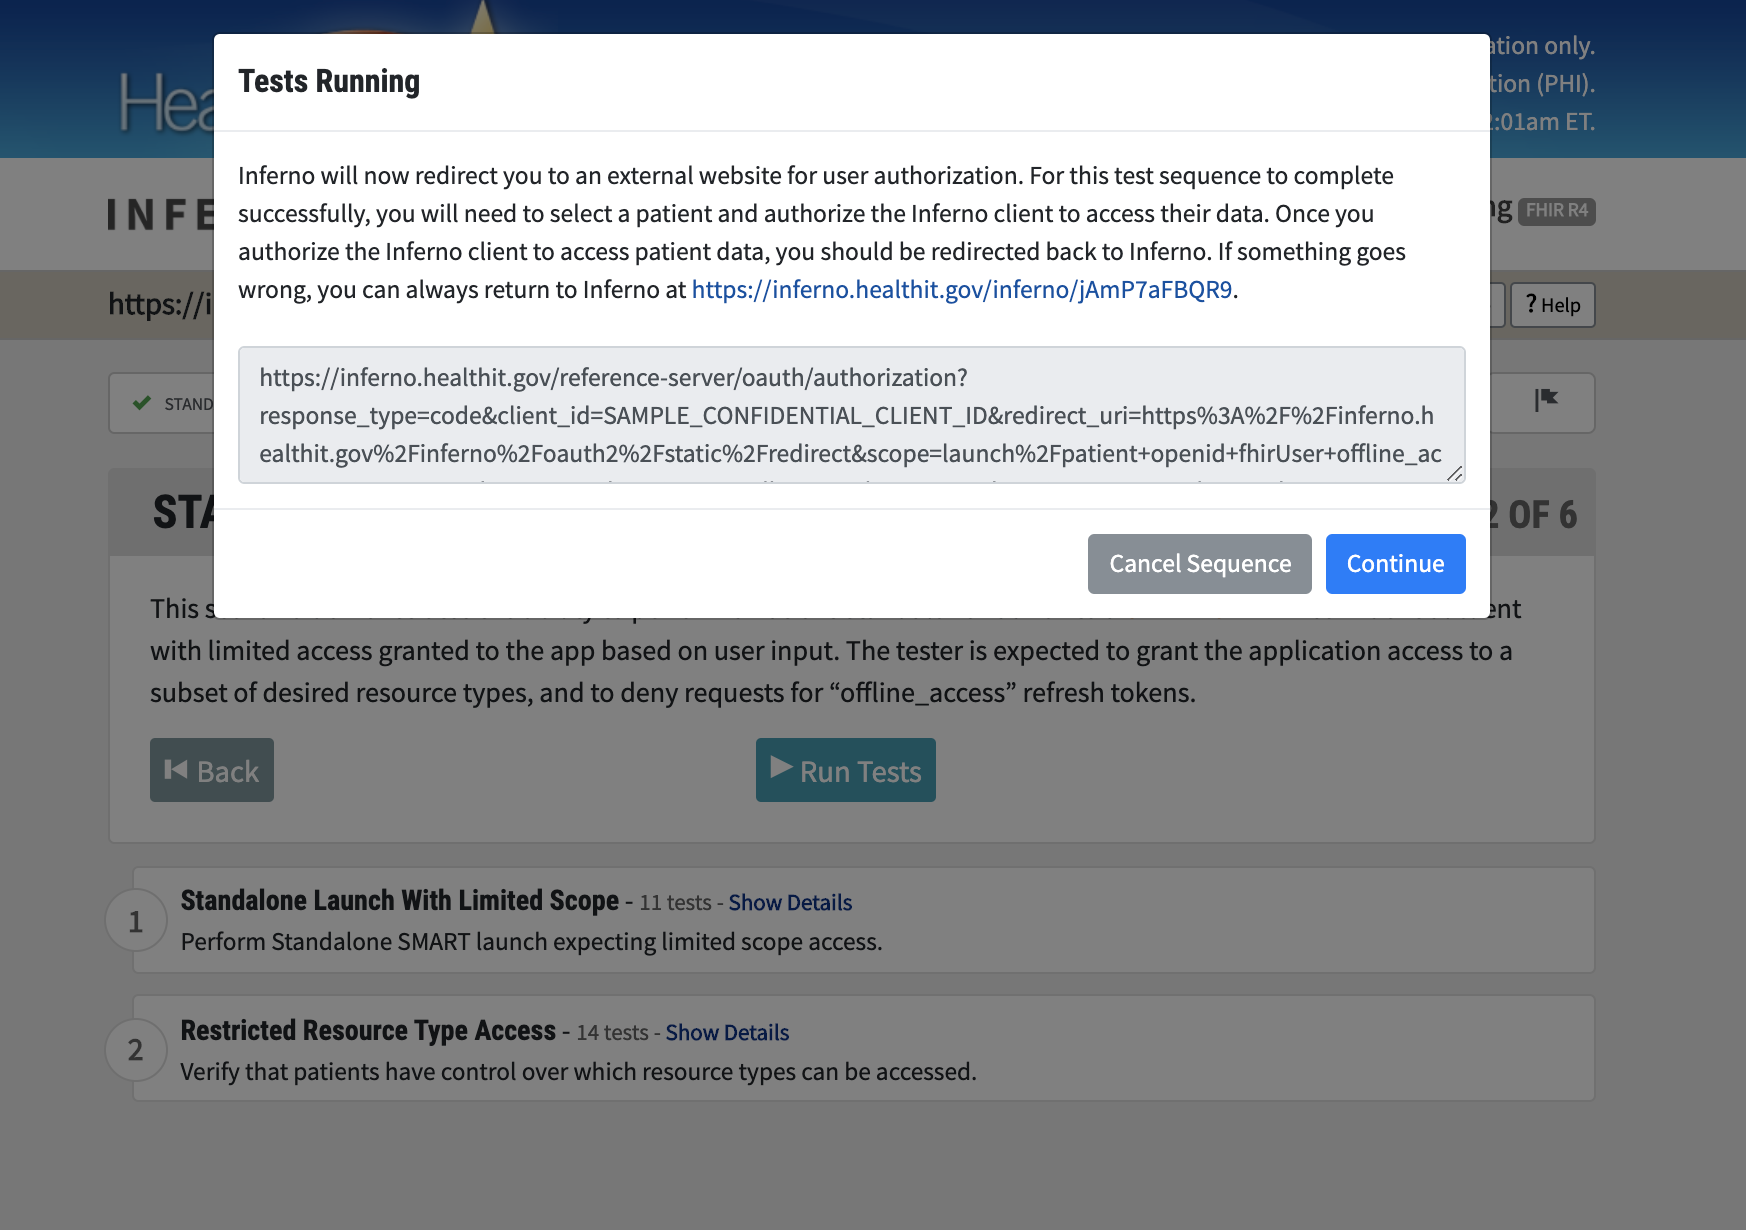 ation only.
Hea
tion (PHI).
:01am ET.
Tests Running
Inferno will now redirect you to an external website for user authorization. For this test sequence to complete
successfully, you will need to select a patient and authorize the Inferno client to access their data. Once you
authorize the Inferno client to access patient data, you should be redirected back to Inferno. If something goes
wrong, you can always return to Inferno at https://inferno.healthit.gov/inferno/jAmP7aFBQR9.
INFE
ng FHIR R4
https://i
? Help
https://inferno.healthit.gov/reference-server/oauth/authorization?
response_type=code&client_id=SAMPLE_CONFIDENTIAL_CLIENT_ID&redirect_uri=https%3A%2F%2Finferno.h
ealthit.gov%2Finferno%2Foauth2%2Fstatic%2Fredirect&scope=launch%2Fpatient+openid+fhirUser+offline_ac
STAND
STA
2 OF 6
Cancel Sequence Continue
This s
ent
with limited access granted to the app based on user input. The tester is expected to grant the application access to a
subset of desired resource types, and to deny requests for “offline_access” refresh tokens.
Back Run Tests
1
Standalone Launch With Limited Scope - 11 tests - Show Details
Perform Standalone SMART launch expecting limited scope access.
2
Restricted Resource Type Access - 14 tests - Show Details
Verify that patients have control over which resource types can be accessed.